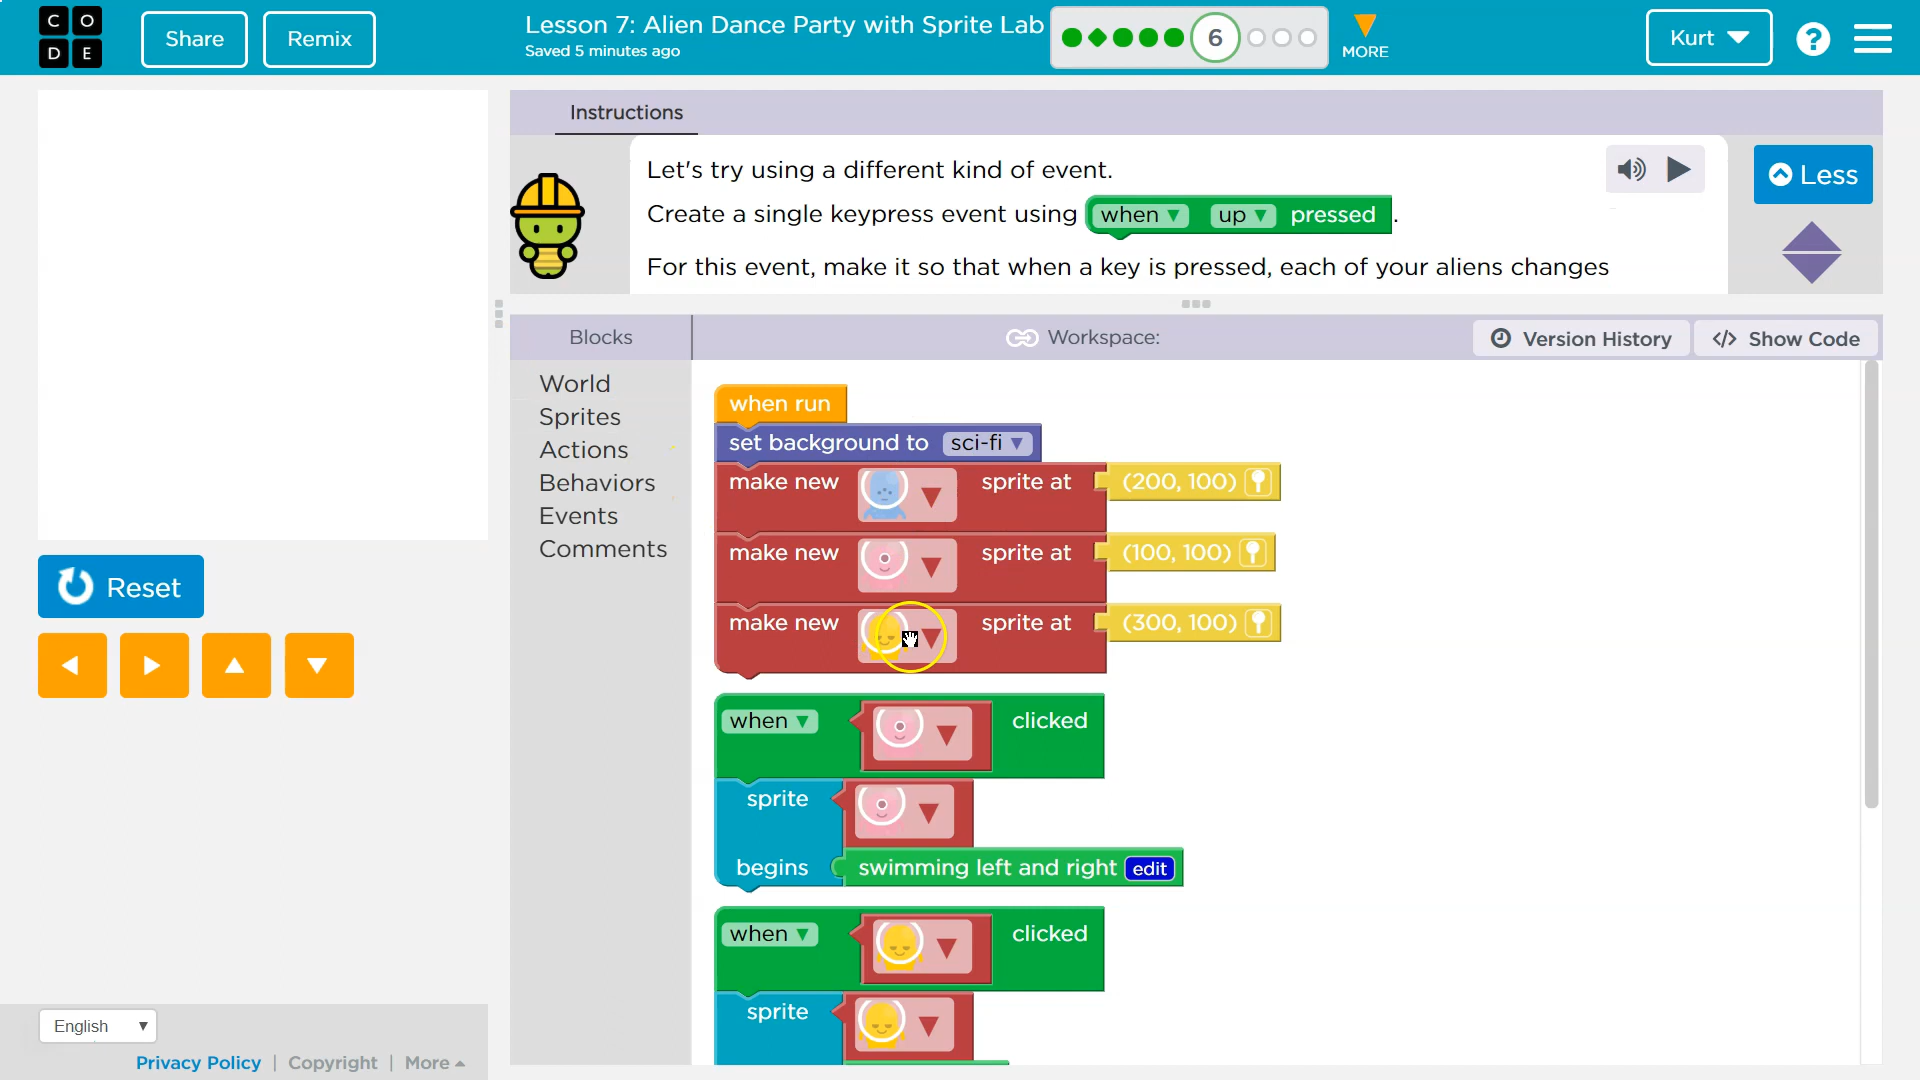 C O
D E
Share
Remix
Lesson 7: Alien Dance Party with Sprite Lab
Saved 5 minutes ago
6
MORE
Kurt
?
Instructions
Let's try using a different kind of event.
Create a single keypress event using when up pressed .
For this event, make it so that when a key is pressed, each of your aliens changes
Less
Blocks
Workspace:
Version History
</> Show Code
World
Sprites
Actions
Behaviors
Events
Comments
when run
set background to sci-fi
make new sprite at (200, 100)
make new sprite at (100, 100)
make new sprite at (300, 100)
when clicked
sprite
begins swimming left and right edit
when clicked
sprite
Reset
English
Privacy Policy | Copyright | More